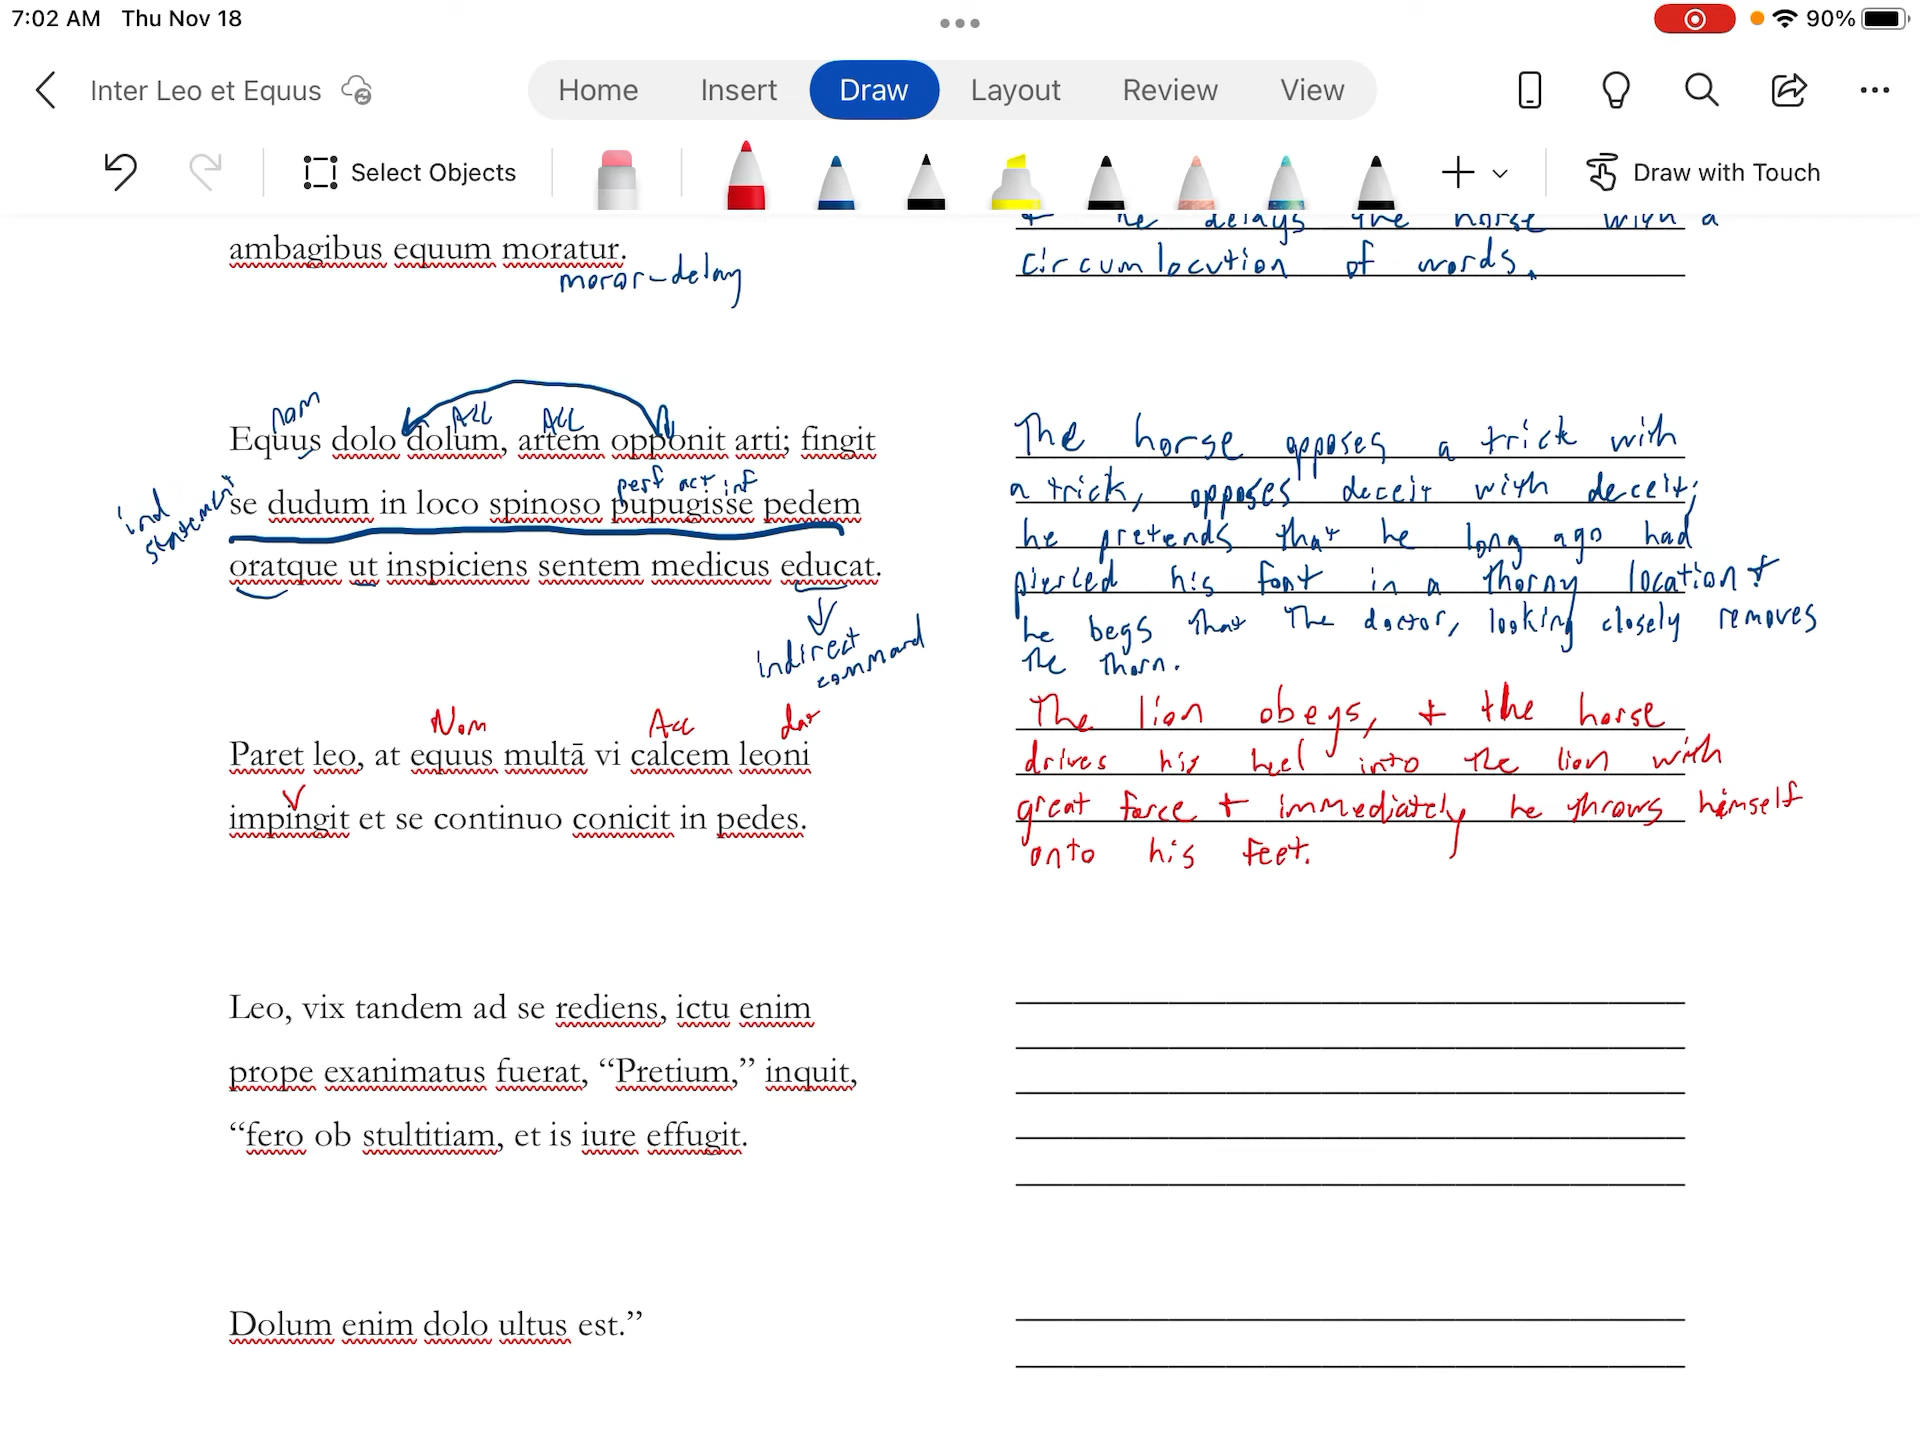 7:02 AM Thu Nov 18
90%
Inter Leo et Equus
Home Insert Draw Layout Review View
Select Objects
Draw with Touch
+ he delays the horse with a
ambagibus equum moratur.
circumlocution of words.
moror-delay
nom
ACC ACC
Equus dolo dolum, artem opponit arti; fingit
The horse opposes a trick with
perf act inf
ind
statement
se dudum in loco spinoso pupugisse pedem
a trick, opposes deceit with deceit;
he pretends that he long ago had
oratque ut inspiciens sentem medicus educat.
pierced his foot in a thorny location +
he begs that the doctor, looking closely removes
the thorn.
indirect
command
Nom Acc dat
The lion obeys, + the horse
Paret leo, at equus multā vi calcem leoni
drives his heel into the lion with
V
impingit et se continuo conicit in pedes.
great force + immediately he throws himself
onto his feet.
Leo, vix tandem ad se rediens, ictu enim
prope exanimatus fuerat, “Pretium,” inquit,
“fero ob stultitiam, et is iure effugit.
Dolum enim dolo ultus est.”